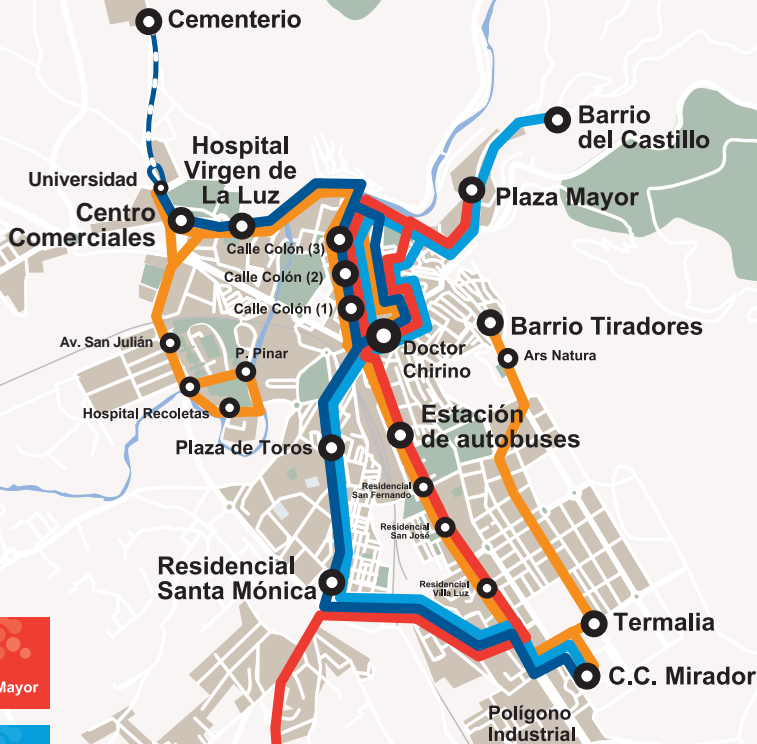 Cementerio
Hospital
Virgen de
La Luz
Barrio
del Castillo
Universidad
Plaza Mayor
Centro
Comerciales
Calle Colón (3)
Calle Colón (2)
Calle Colón (1)
Barrio Tiradores
Av. San Julián
P. Pinar
Doctor
Chirino
Ars Natura
Hospital Recoletas
Estación
de autobuses
Plaza de Toros
Residencial
San Fernando
Residencial
San José
Residencial
Santa Mónica
Residencial
Villa Luz
Termalia
C.C. Mirador
Mayor
Polígono
Industrial